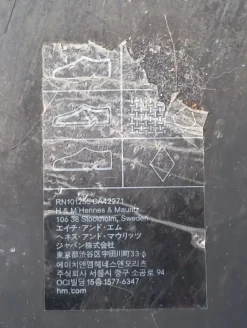 RN101255 CA42271
H & M Hennes & Mauritz
106 38 Stockholm, Sweden
エイチ・アンド・エム
ヘネス・アンド・マウリッツ
ジャパン株式会社
東京都渋谷区宇田川町33-6
에이치앤엠헤네스앤모리츠
주식회사 서울시 중구 소공로 94
OCI빌딩 15층 1577-6347
hm.com